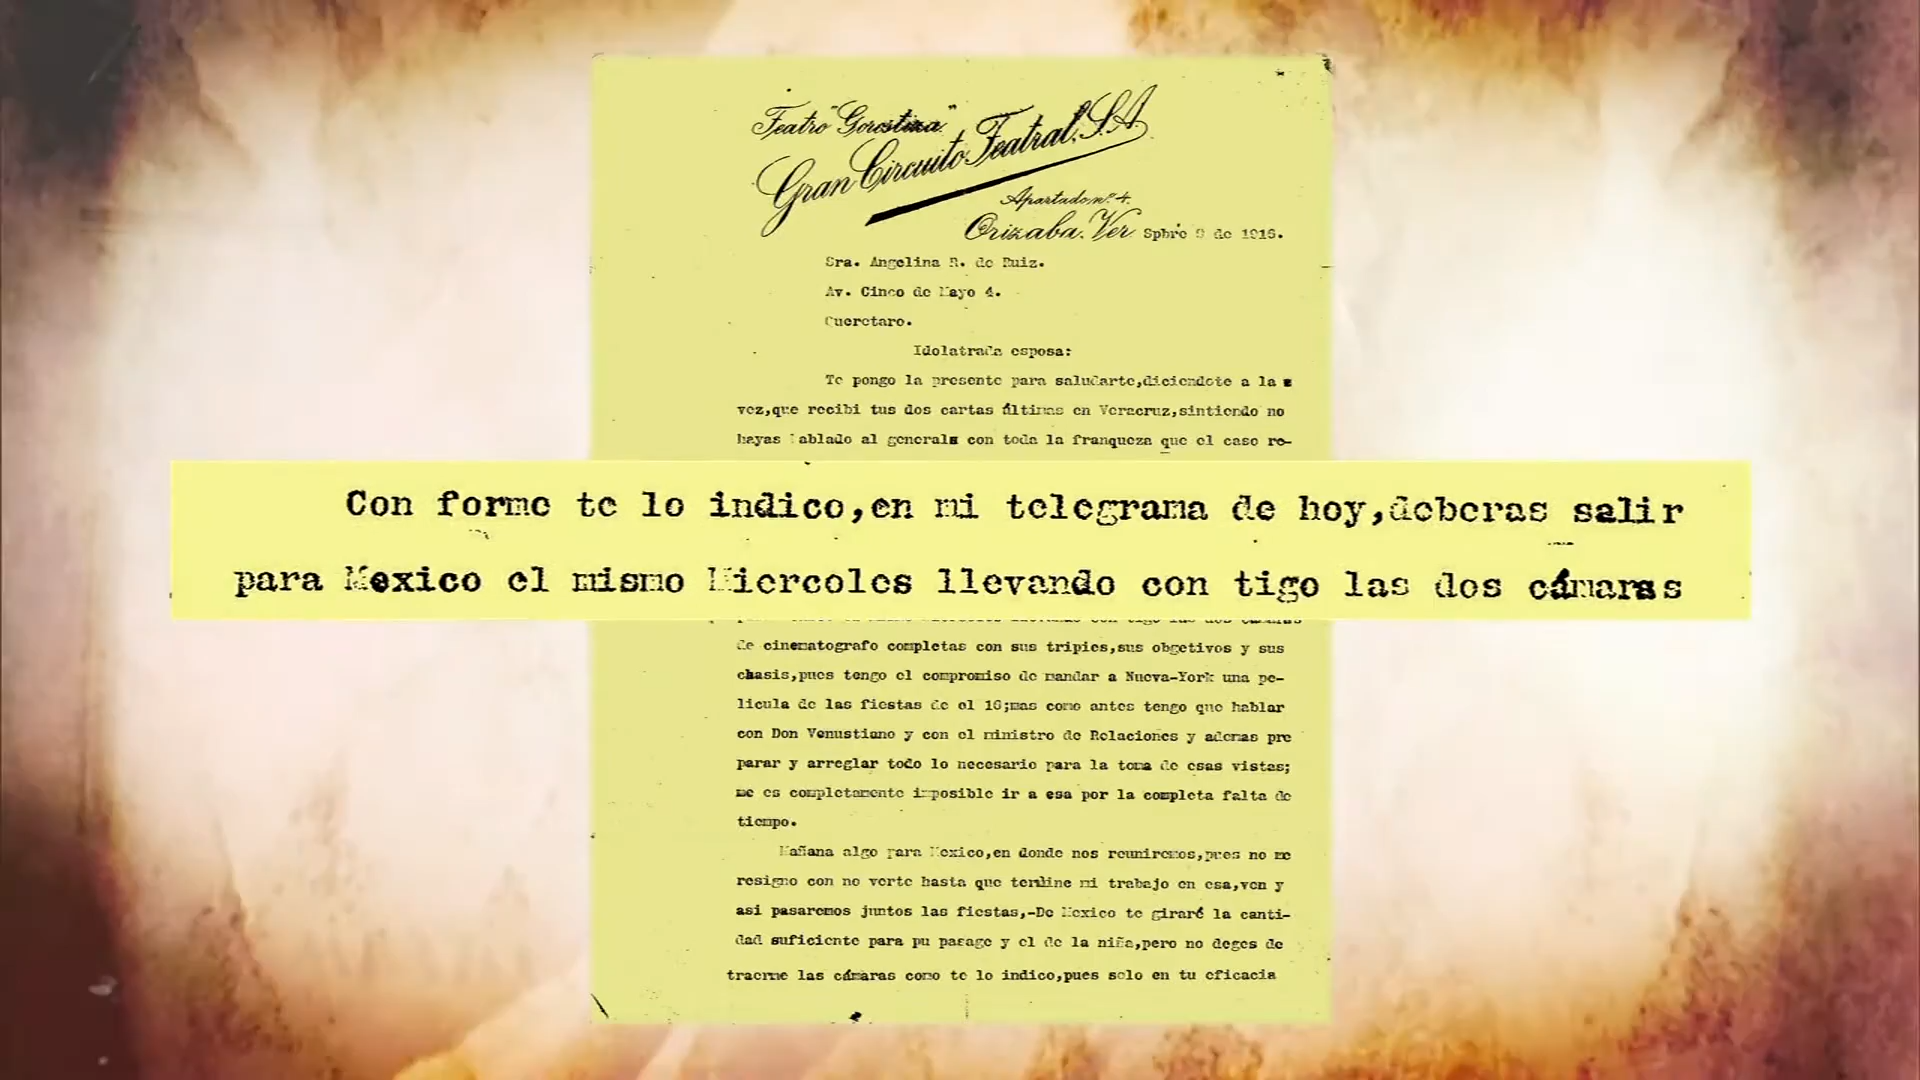 Teatro "Gorostiza"
Gran Circuito Teatral, S.A.
Apartado nº 4.
Orizaba. Ver Spbre 9 de 1916.
Sra. Angelina R. de Ruiz.
Av. Cinco de Mayo 4.
Cueretaro.
Idolatrada esposa:
Te pongo la presente para saludarte,diciendote a la
vez,que recibi tus dos cartas últimas en Veracruz,sintiendo no
hayas hablado al generals con toda la franqueza que el caso re-
Con forme te lo indico,en mi telegrama de hoy,deberas salir
para Mexico el mismo Miercoles llevando con tigo las dos cámaras
de cinematografo completas con sus tripies,sus obgetivos y sus
chasis,pues tengo el compromiso de mandar a Nueva-York una pe-
licula de las fiestas de el 16;mas como antes tengo que hablar
con Don Venustiano y con el ministro de Relaciones y ademas pre
parar y arreglar todo lo necesario para la toma de esas vistas;
me es completamente imposible ir a esa por la completa falta de
tiempo.
Mañana algo para Mexico,en donde nos reuniremos,pues no me
resigno con no verte hasta que termine mi trabajo en esa,ven y
asi pasaremos juntos las fiestas,-De Mexico te giraré la canti-
dad suficiente para pu pasage y el de la niña,pero no deges de
traerme las cámaras como te lo indico,pues solo en tu eficacia